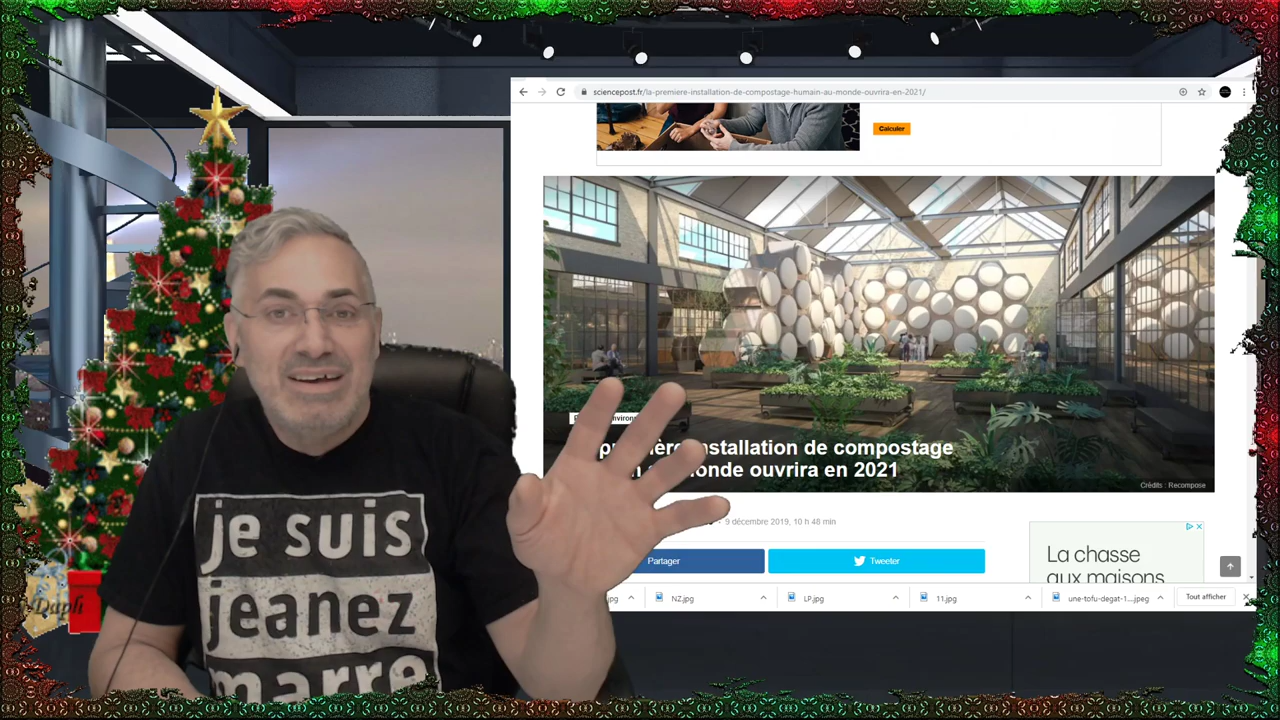 sciencepost.fr/la-premiere-installation-de-compostage-humain-au-monde-ouvrira-en-2021/
Calculer
installation de compostage
monde ouvrira en 2021
Crédits : Recompose
9 décembre 2019, 10 h 48 min
Partager
Tweeter
La chasse
aux maisons
NZ.jpg
LP.jpg
11.jpg
une-tofu-degat-1....jpeg
Tout afficher
je suis
jeanez
marre
Daph